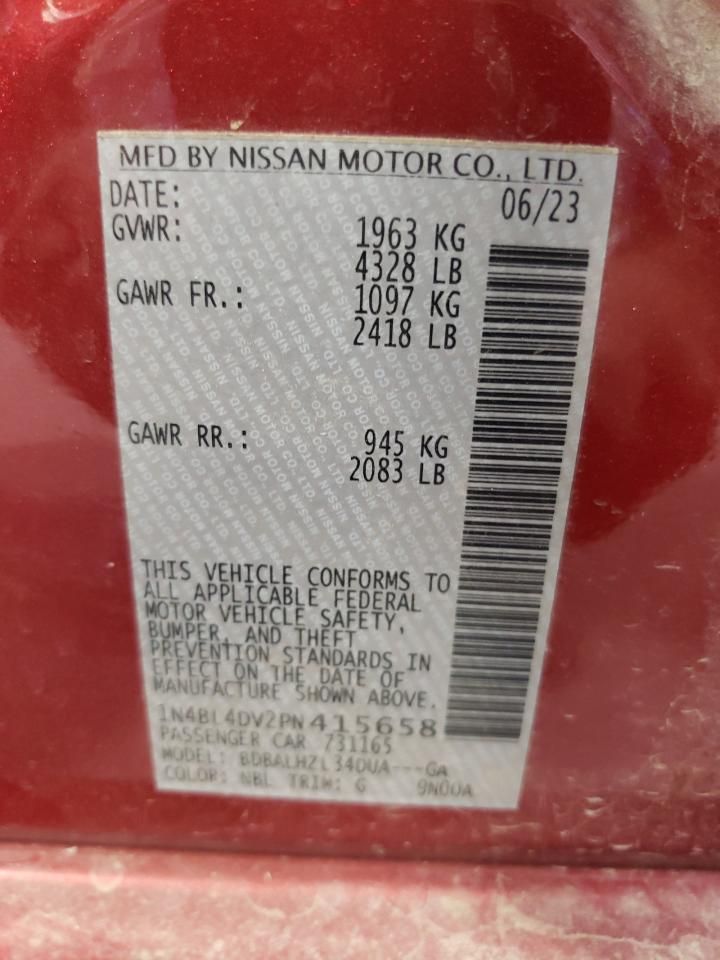 MFD BY NISSAN MOTOR CO., LTD.
DATE: 06/23
GVWR: 1963 KG
4328 LB
GAWR FR.: 1097 KG
2418 LB
GAWR RR.: 945 KG
2083 LB
THIS VEHICLE CONFORMS TO
ALL APPLICABLE FEDERAL
MOTOR VEHICLE SAFETY,
BUMPER, AND THEFT
PREVENTION STANDARDS IN
EFFECT ON THE DATE OF
MANUFACTURE SHOWN ABOVE.
1N4BL4DV2PN415658
PASSENGER CAR 731165
MODEL: BDBALHZL34DUA---GA
COLOR: NBL TRIM: G 9N00A